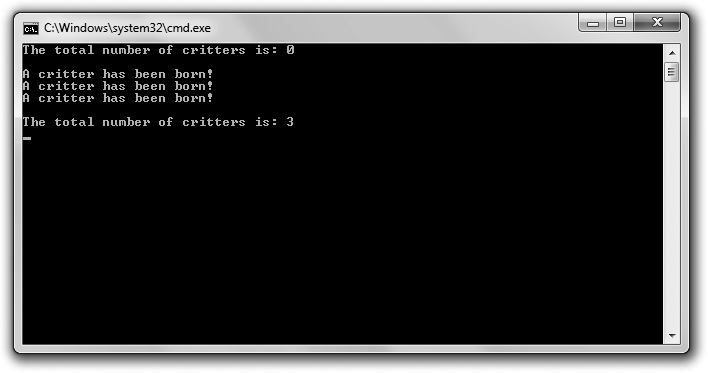 C:\Windows\system32\cmd.exe
The total number of critters is: 0
A critter has been born!
A critter has been born!
A critter has been born!
The total number of critters is: 3